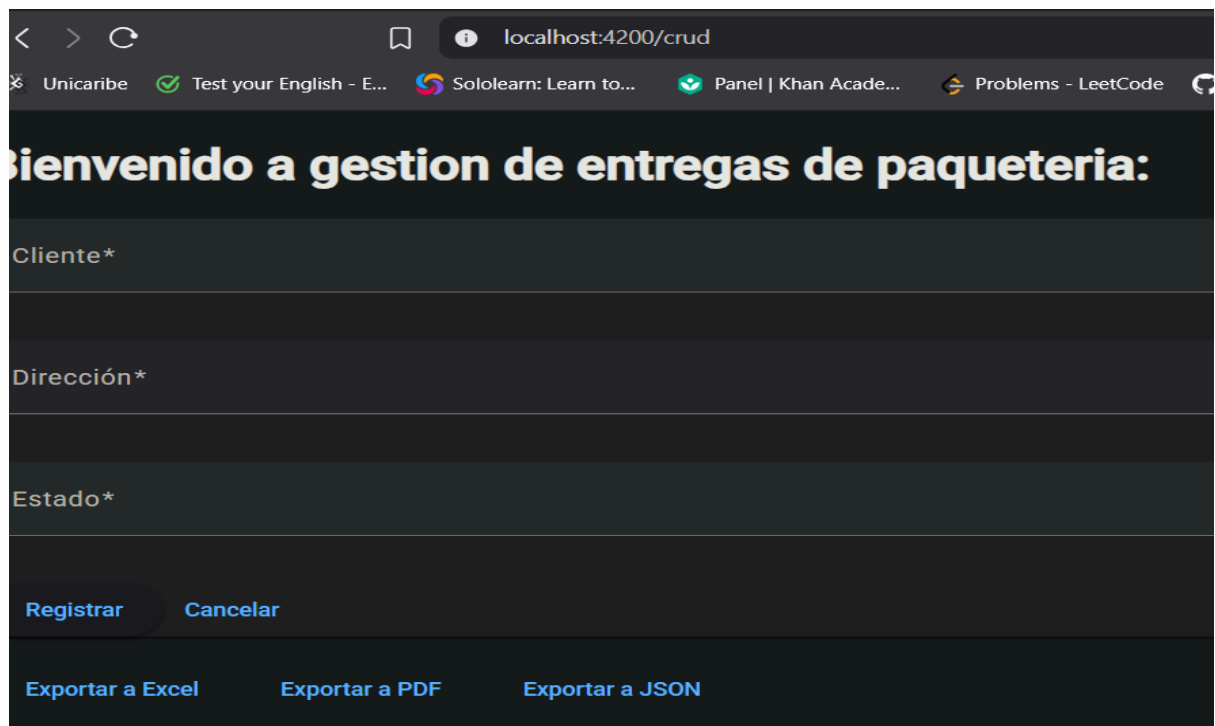 localhost:4200/crud
Unicaribe Test your English - E... Sololearn: Learn to... Panel | Khan Acade... Problems - LeetCode
Bienvenido a gestion de entregas de paqueteria:
Cliente*
Dirección*
Estado*
Registrar Cancelar
Exportar a Excel Exportar a PDF Exportar a JSON